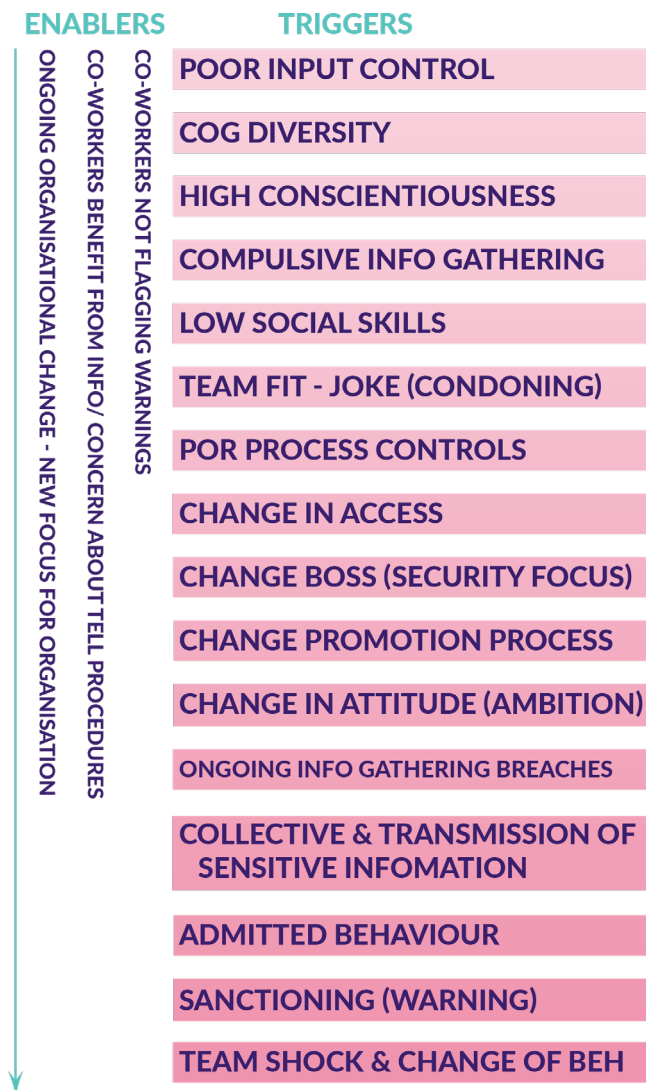 ENABLERS
TRIGGERS
ONGOING ORGANISATIONAL CHANGE - NEW FOCUS FOR ORGANISATION
CO-WORKERS BENEFIT FROM INFO/ CONCERN ABOUT TELL PROCEDURES
CO-WORKERS NOT FLAGGING WARNINGS
POOR INPUT CONTROL
COG DIVERSITY
HIGH CONSCIENTIOUSNESS
COMPULSIVE INFO GATHERING
LOW SOCIAL SKILLS
TEAM FIT - JOKE (CONDONING)
POR PROCESS CONTROLS
CHANGE IN ACCESS
CHANGE BOSS (SECURITY FOCUS)
CHANGE PROMOTION PROCESS
CHANGE IN ATTITUDE (AMBITION)
ONGOING INFO GATHERING BREACHES
COLLECTIVE & TRANSMISSION OF
SENSITIVE INFOMATION
ADMITTED BEHAVIOUR
SANCTIONING (WARNING)
TEAM SHOCK & CHANGE OF BEH